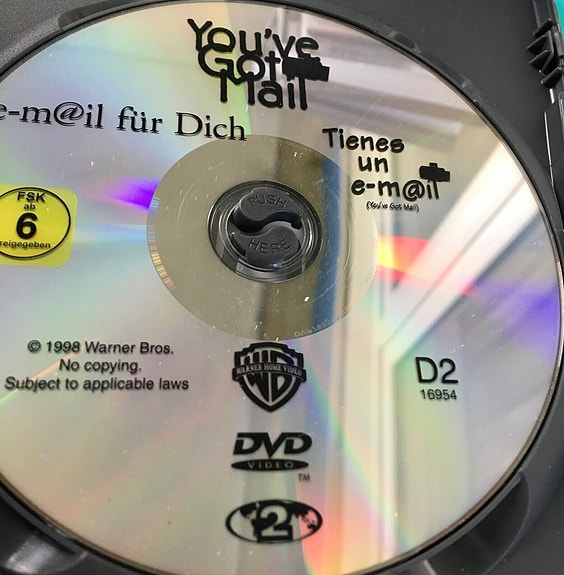 You've
Got
Mail
e-m@il für Dich
Tienes
un
e-m@il
(You've Got Mail)
FSK
ab
6
freigegeben
PUSH
HERE
© 1998 Warner Bros.
No copying.
Subject to applicable laws
WARNER HOME VIDEO
WB
D2
16954
DVD
VIDEO
TM
2